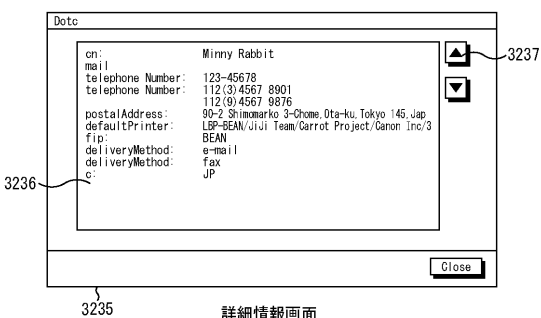 Dotc
cn: Minny Rabbit
mail
telephone Number: 123-45678
telephone Number: 112(3)4567 8901
112(9)4567 9876
postalAddress: 90-2 Shimomarko 3-Chome,Ota-ku,Tokyo 145,Jap
defaultPrinter: LBP-BEAN/JiJi Team/Carrot Project/Canon Inc/3
fip: BEAN
deliveryMethod: e-mail
deliveryMethod: fax
c: JP
3237
3236
Close
3235
詳細情報画面